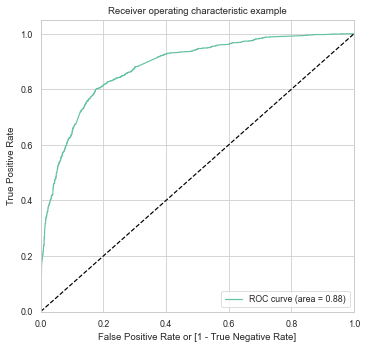 Receiver operating characteristic example
True Positive Rate
1.0
0.8
0.6
0.4
0.2
0.0
ROC curve (area = 0.88)
0.0 0.2 0.4 0.6 0.8 1.0
False Positive Rate or [1 - True Negative Rate]